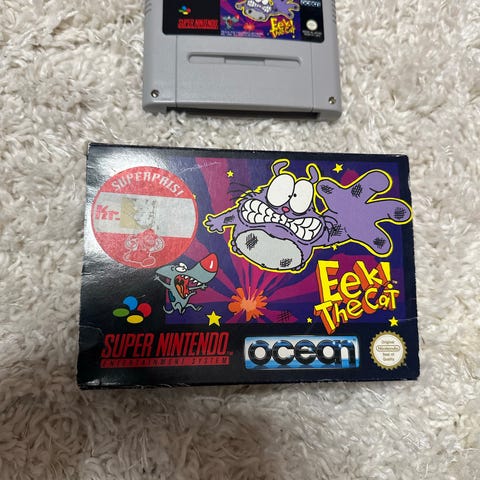 SUPER NINTENDO
ocean
Eek!
The Cat
SUPERPRIS!
Kr.
Eek!
The Cat
SUPER NINTENDO
ENTERTAINMENT SYSTEM
ocean
Original
Nintendo
Seal of
Quality